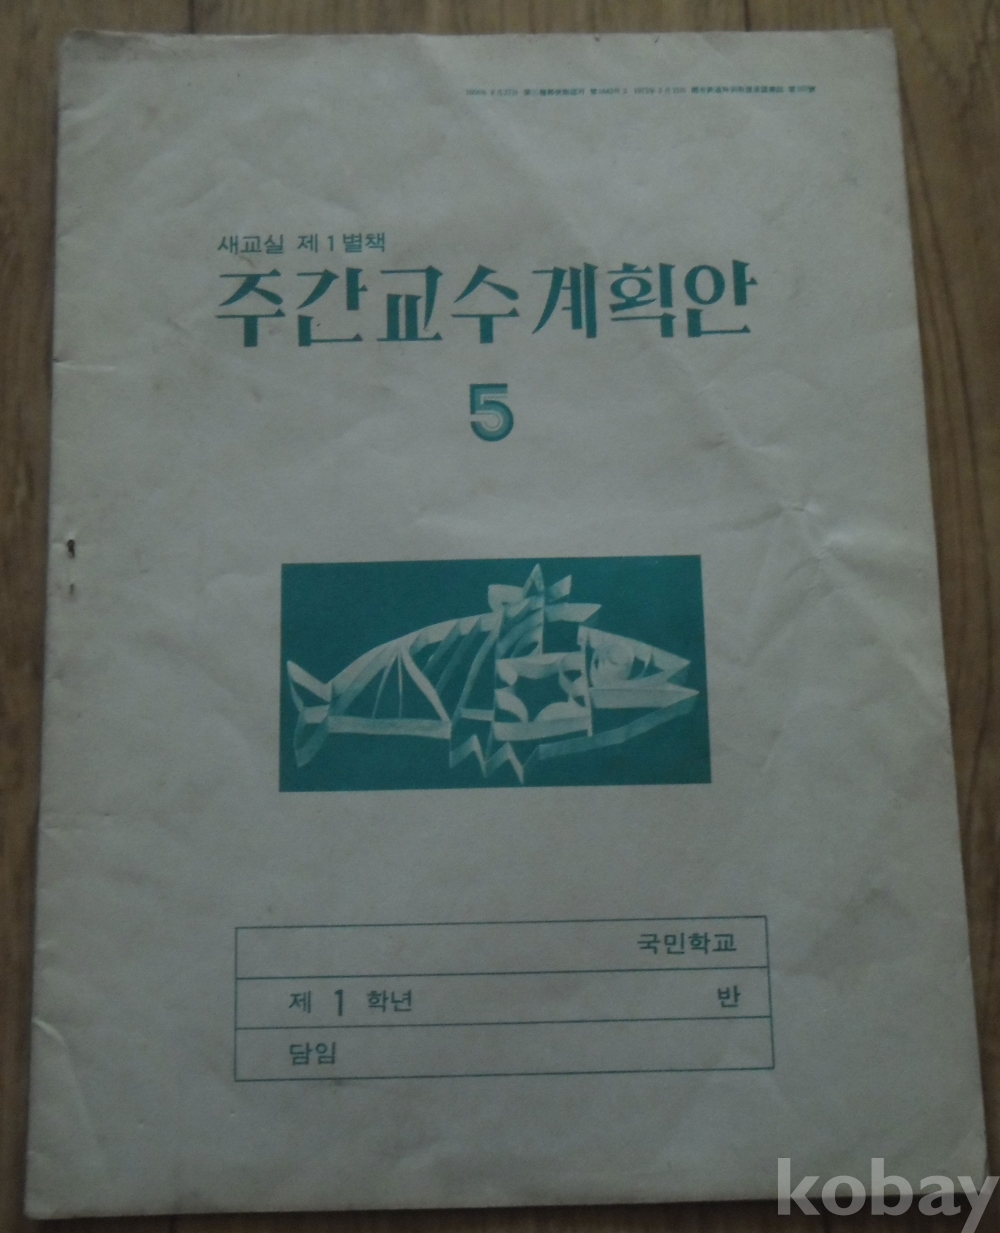 새교실 제1별책
주간교수계획안
5
국민학교
제 1 학년 반
담임
kobay